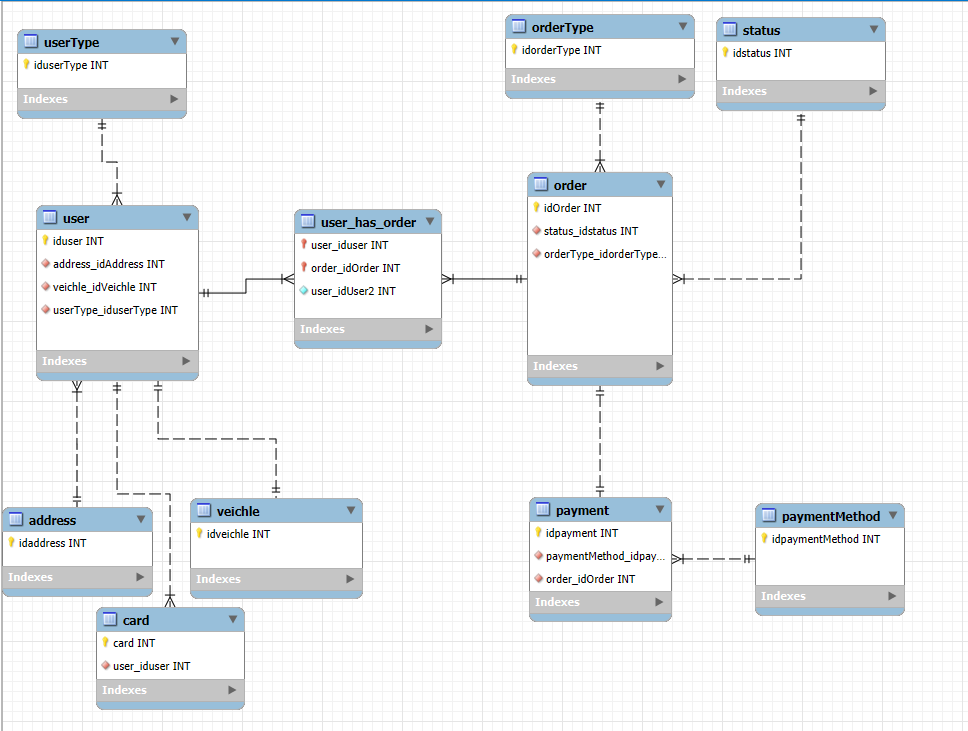 userType
iduserType INT
Indexes
orderType
idorderType INT
Indexes
status
idstatus INT
Indexes
user
iduser INT
address_idAddress INT
veichle_idVeichle INT
userType_iduserType INT
Indexes
user_has_order
user_iduser INT
order_idOrder INT
user_idUser2 INT
Indexes
order
idOrder INT
status_idstatus INT
orderType_idorderType...
Indexes
address
idaddress INT
Indexes
veichle
idveichle INT
Indexes
card
card INT
user_iduser INT
Indexes
payment
idpayment INT
paymentMethod_idpay...
order_idOrder INT
Indexes
paymentMethod
idpaymentMethod INT
Indexes